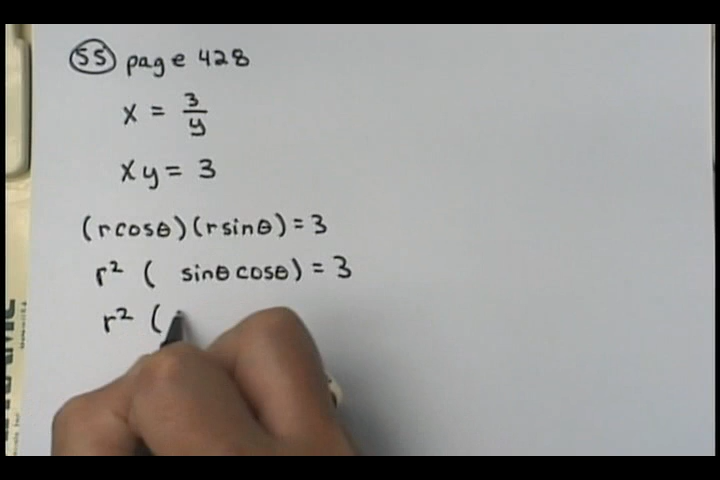 55 page 428
x = 3/y
xy = 3
(rcosθ)(rsinθ) = 3
r² ( sinθ cosθ) = 3
r² (